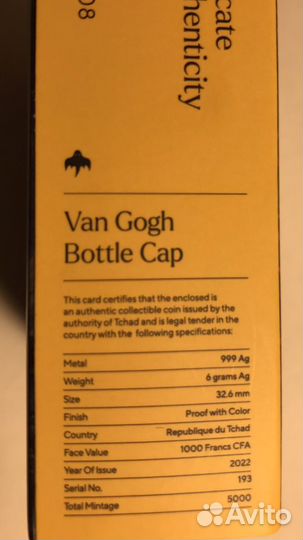 icate
henticity
08
Van Gogh
Bottle Cap
This card certifies that the enclosed is
an authentic collectible coin issued by the
authority of Tchad and is legal tender in the
country with the following specifications:
Metal 999 Ag
Weight 6 grams Ag
Size 32.6 mm
Finish Proof with Color
Country Republique du Tchad
Face Value 1000 Francs CFA
Year Of Issue 2022
Serial No. 193
Total Mintage 5000
Avito